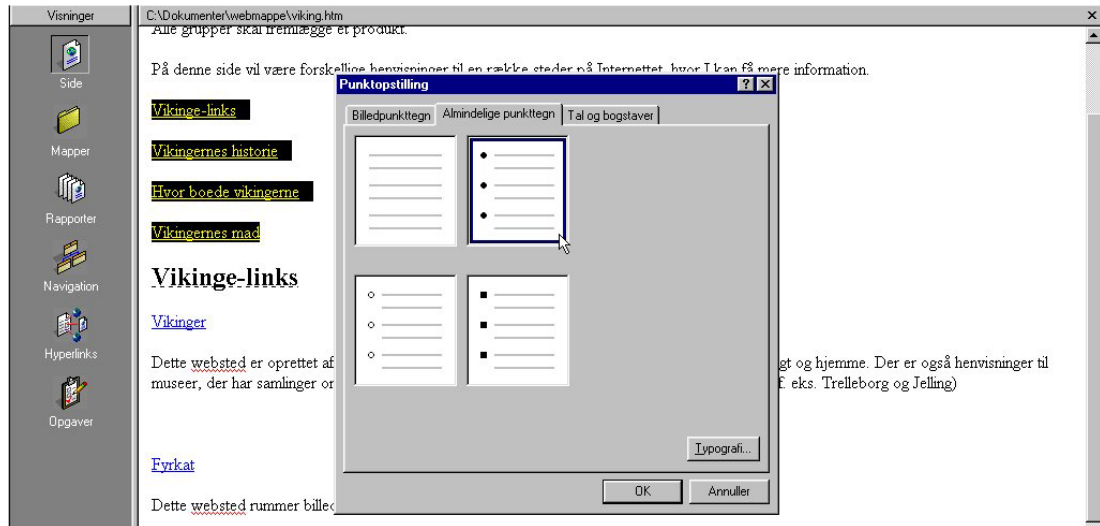 Visninger
C:\Dokumenter\webmappe\viking.htm
Side
Mapper
Rapporter
Navigation
Hyperlinks
Opgaver
Alle grupper skal fremlægge et produkt.
På denne side vil være forskellige henvisninger til en række steder på Internettet, hvor I kan få mere information.
Vikinge-links
Vikingernes historie
Hvor boede vikingerne
Vikingernes mad
Vikinge-links
Vikinger
Dette websted er oprettet af gt og hjemme. Der er også henvisninger til
museer, der har samlinger f. eks. Trelleborg og Jelling)
Fyrkat
Dette websted rummer
Punktopstilling
Billedpunkttegn Almindelige punkttegn Tal og bogstaver
Typografi...
OK Annuller